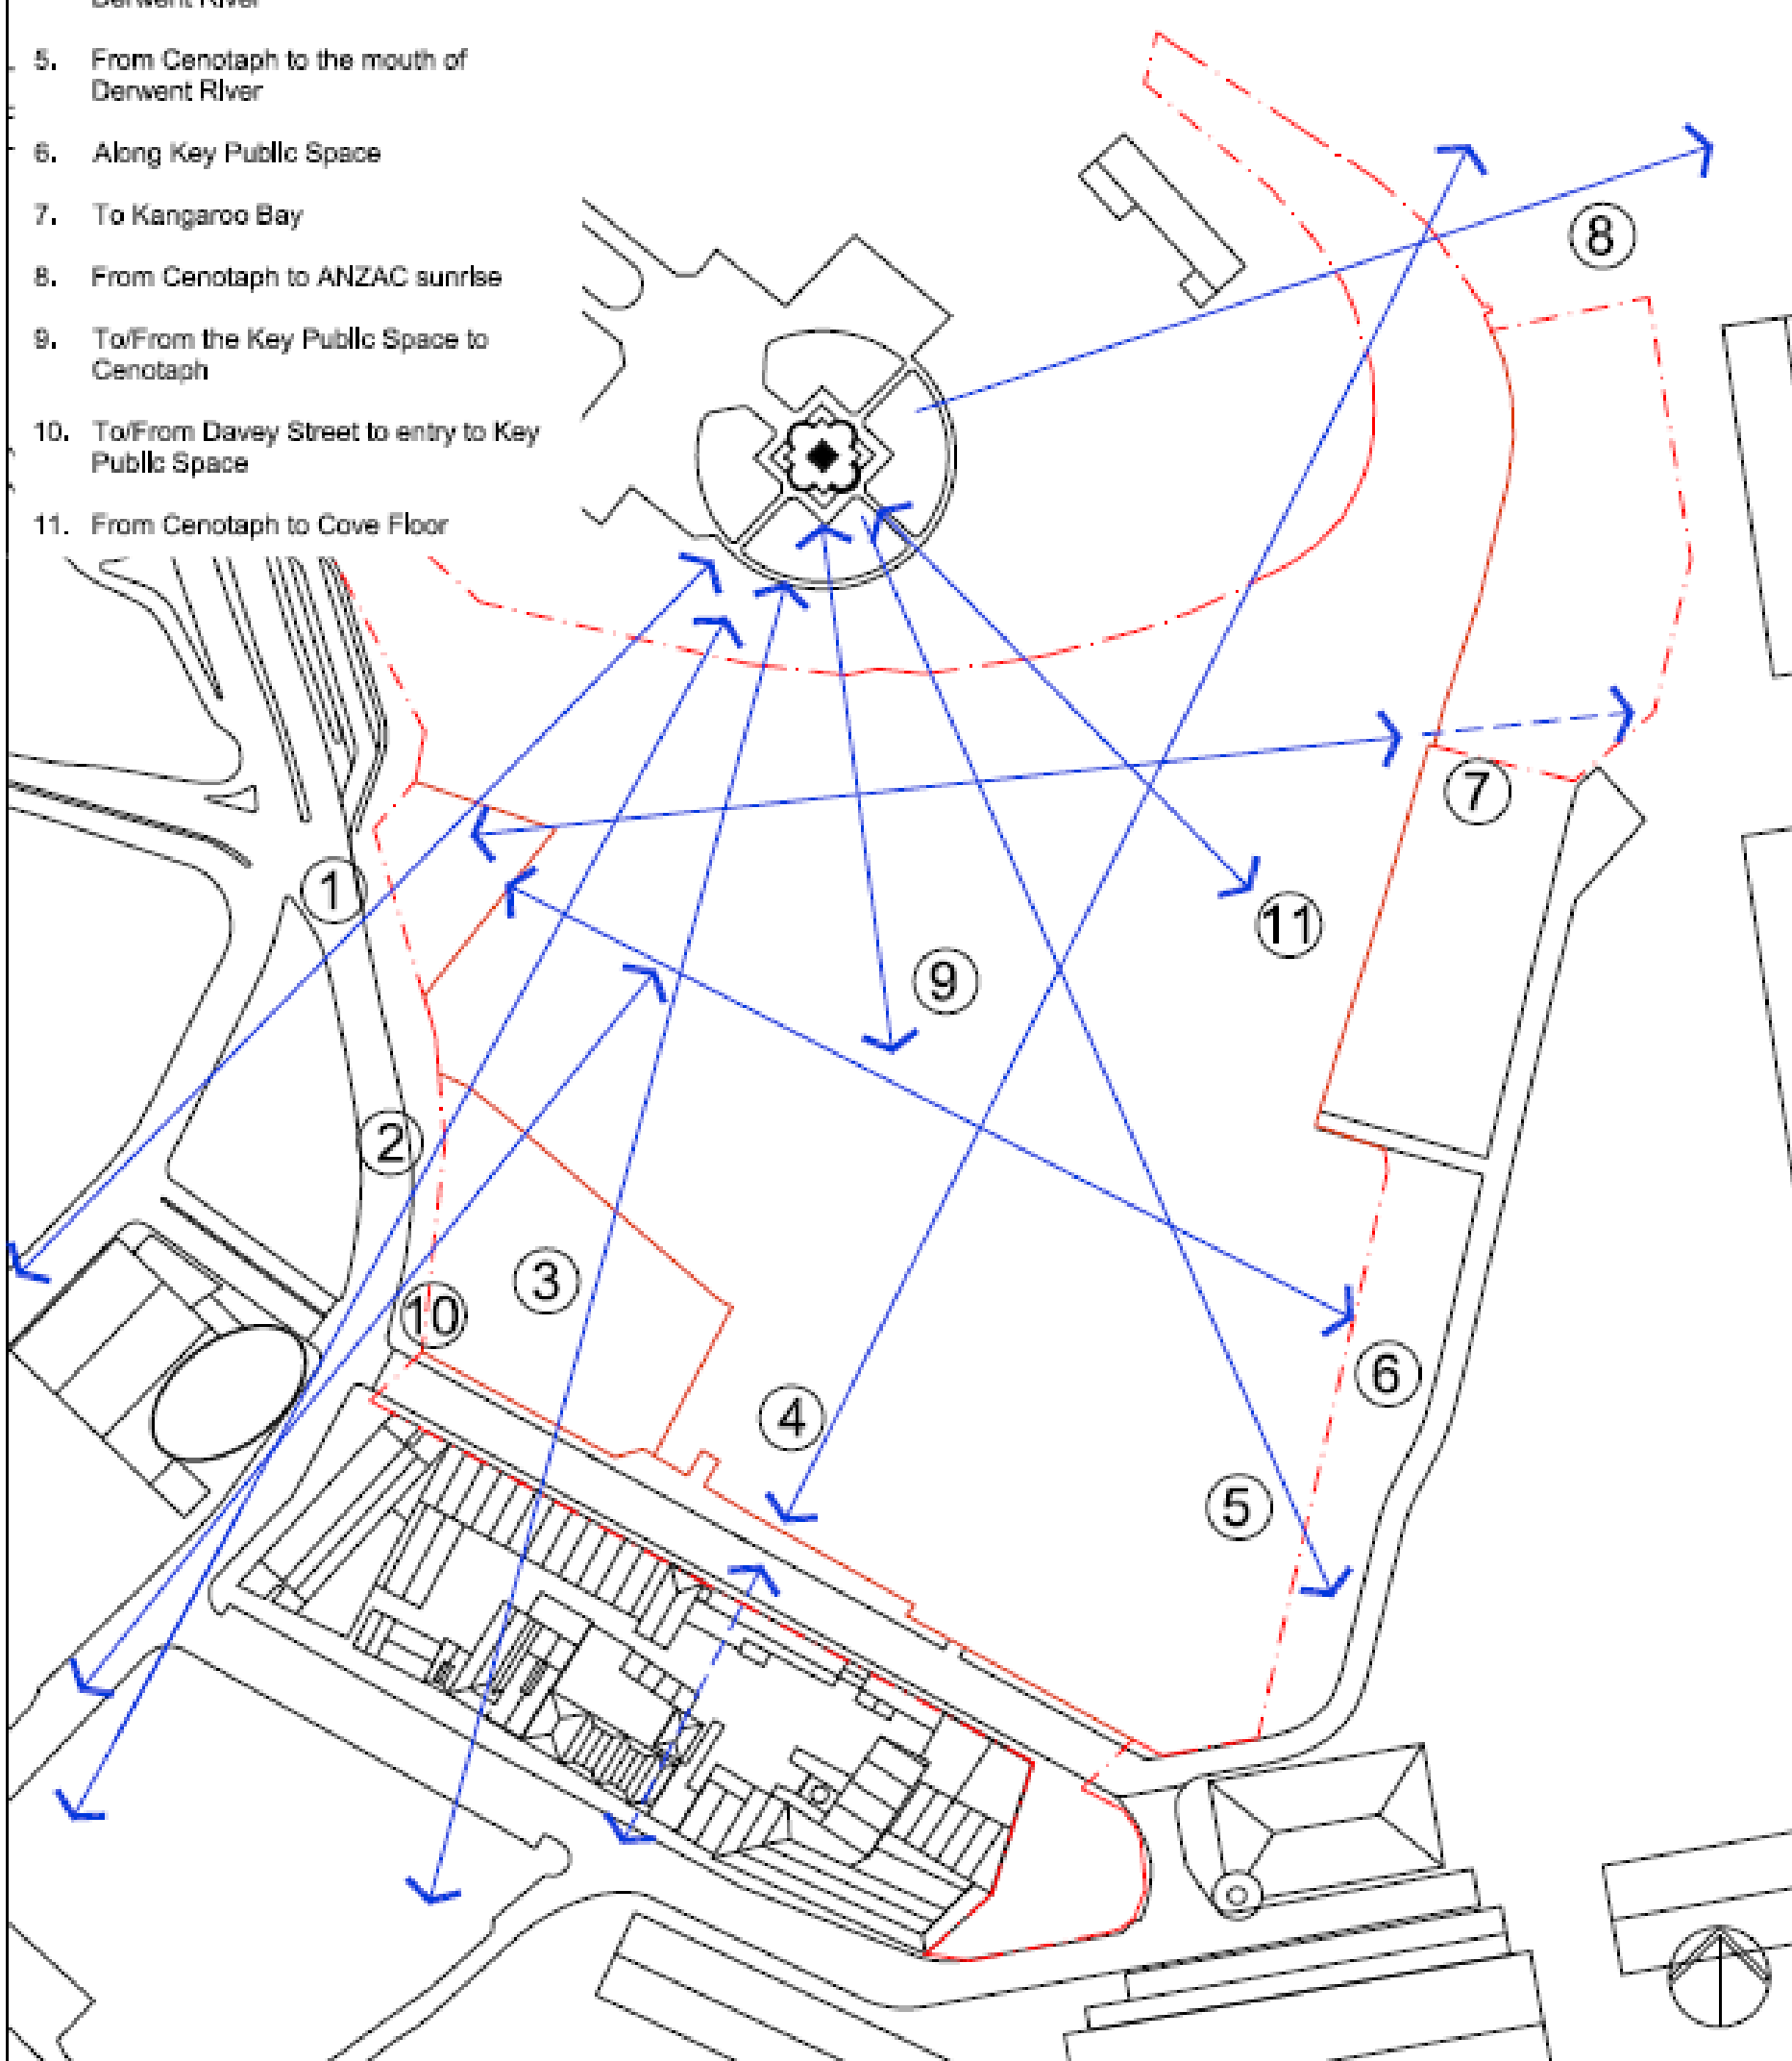 Derwent River
5. From Cenotaph to the mouth of
Derwent River
6. Along Key Public Space
7. To Kangaroo Bay
8. From Cenotaph to ANZAC sunrise
9. To/From the Key Public Space to
Cenotaph
10. To/From Davey Street to entry to Key
Public Space
11. From Cenotaph to Cove Floor
8
7
1
11
9
2
3
10
6
4
5